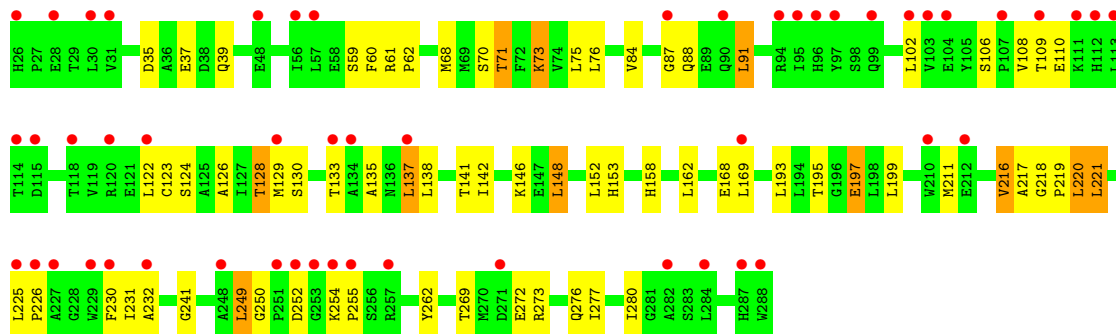 H26 P27 E28 T29 L30 V31 D35 A36 E37 D38 Q39 E48 I56 L57 E58 S59 F60 R61 P62 M68 M69 S70 T71 F72 K73 V74 L75 L76 V84 G87 Q88 E89 Q90 L91 R94 I95 H96 Y97 S98 Q99 L102 V103 E104 Y105 S106 P107 V108 T109 E110 K111 H112 L113
T114 D115 T118 V119 R120 E121 L122 C123 S124 A125 A126 I127 T128 M129 S130 T133 A134 A135 N136 L137 L138 T141 I142 K146 E147 L148 L152 H153 H158 L162 E168 L169 L193 L194 T195 G196 E197 L198 L199 W210 M211 E212 V216 A217 G218 P219 L220 L221
L225 P226 A227 G228 W229 F230 I231 A232 G241 A248 L249 G250 P251 D252 G253 K254 P255 S256 R257 Y262 T269 M270 D271 E272 R273 Q276 I277 I280 G281 A282 S283 L284 H287 W288